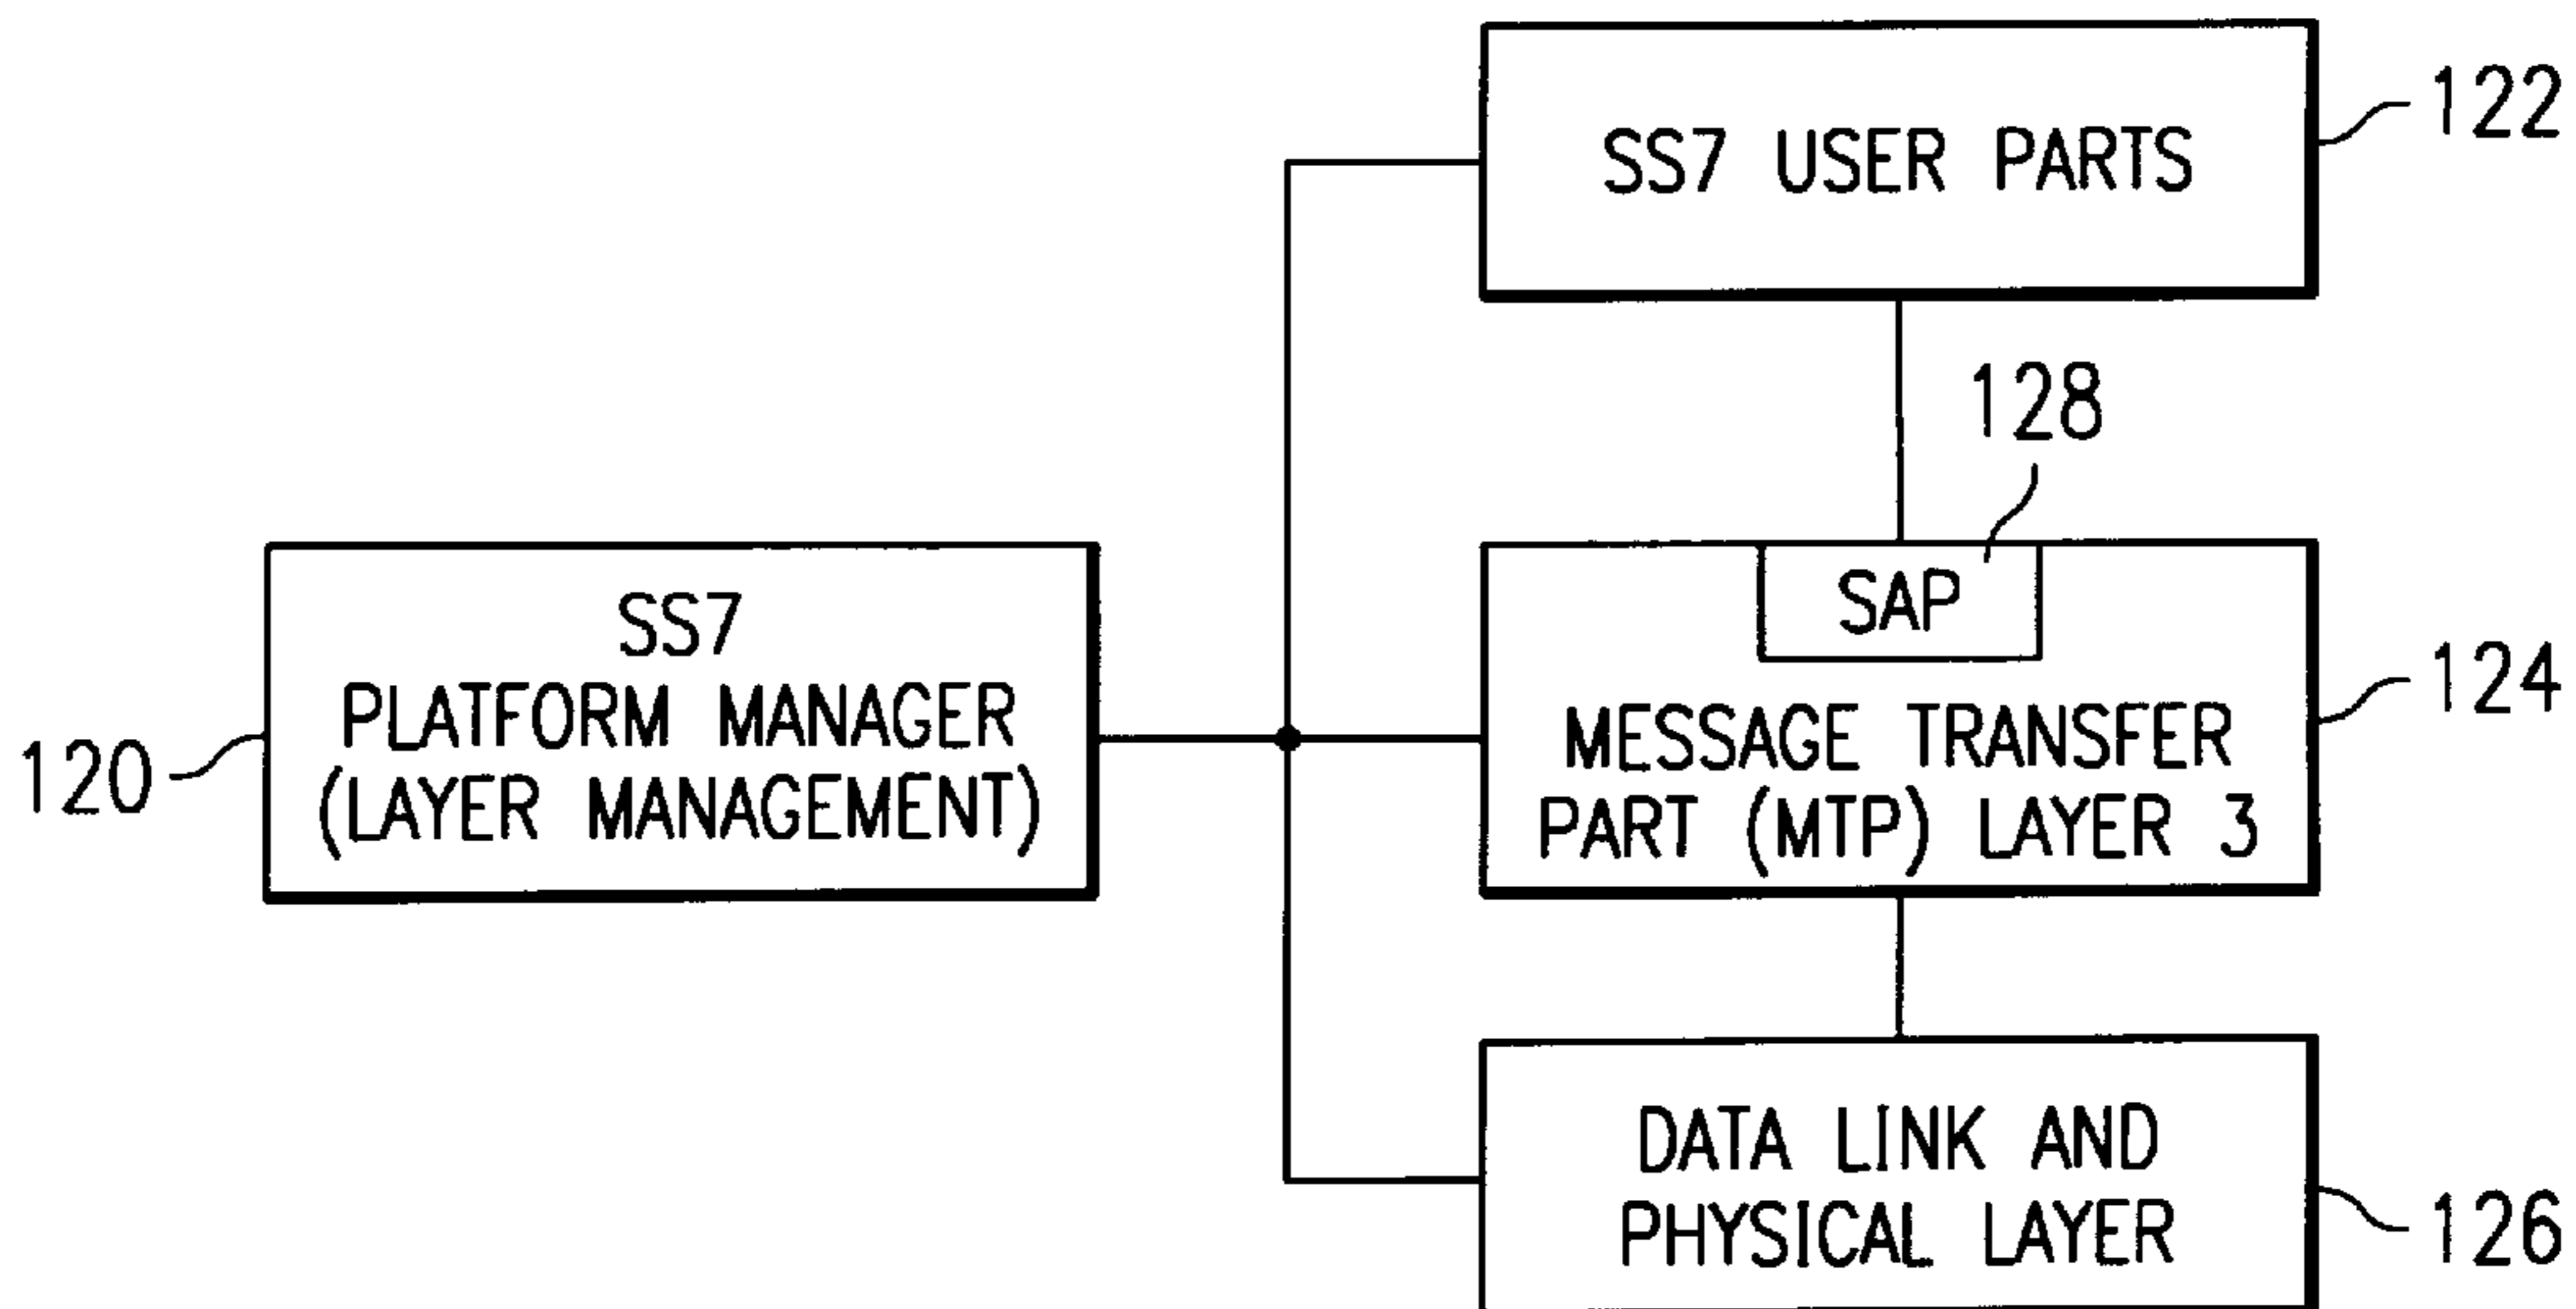 122
SS7 USER PARTS
128
SAP
SS7
PLATFORM MANAGER
(LAYER MANAGEMENT)
120
124
MESSAGE TRANSFER
PART (MTP) LAYER 3
DATA LINK AND
PHYSICAL LAYER
126